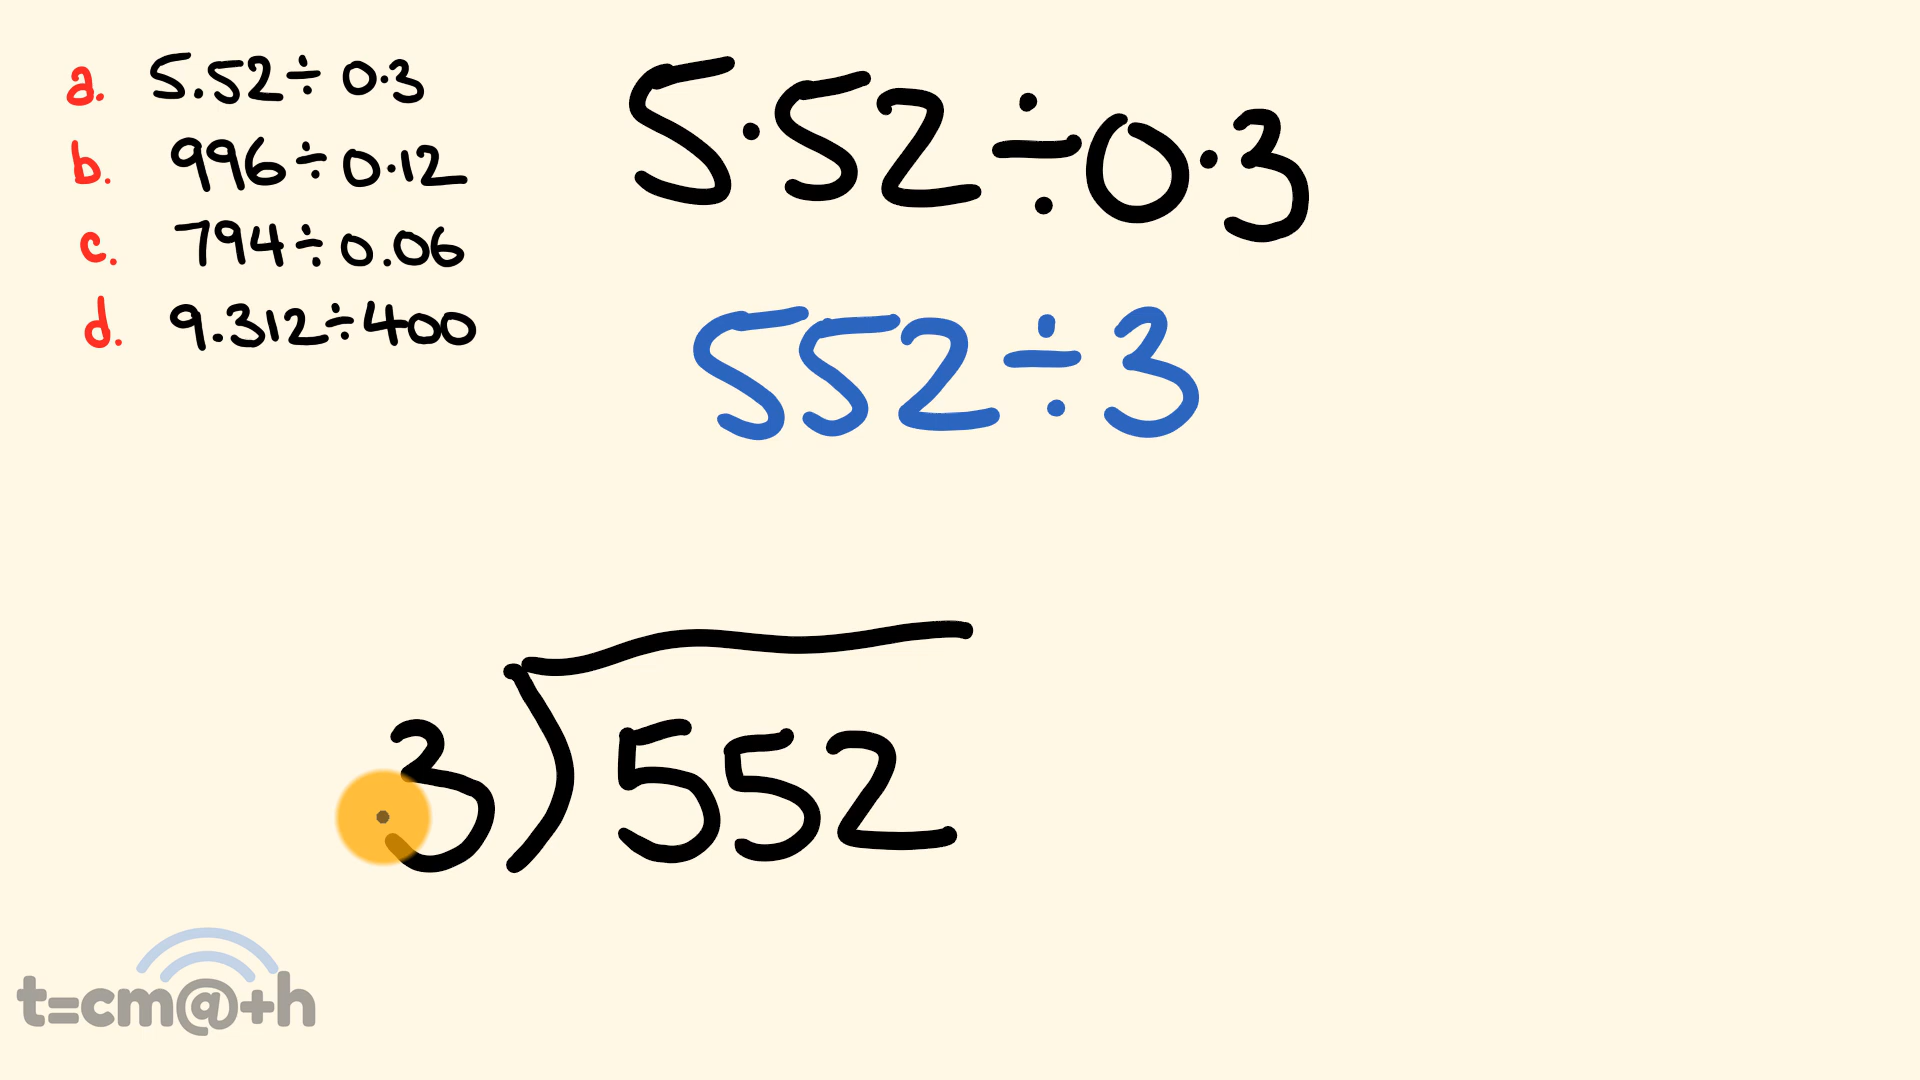 a. 5.52÷0.3
b. 996÷0.12
c. 794÷0.06
d. 9.312÷400
5.52÷0.3
552÷3
3)552
t=cm@+h